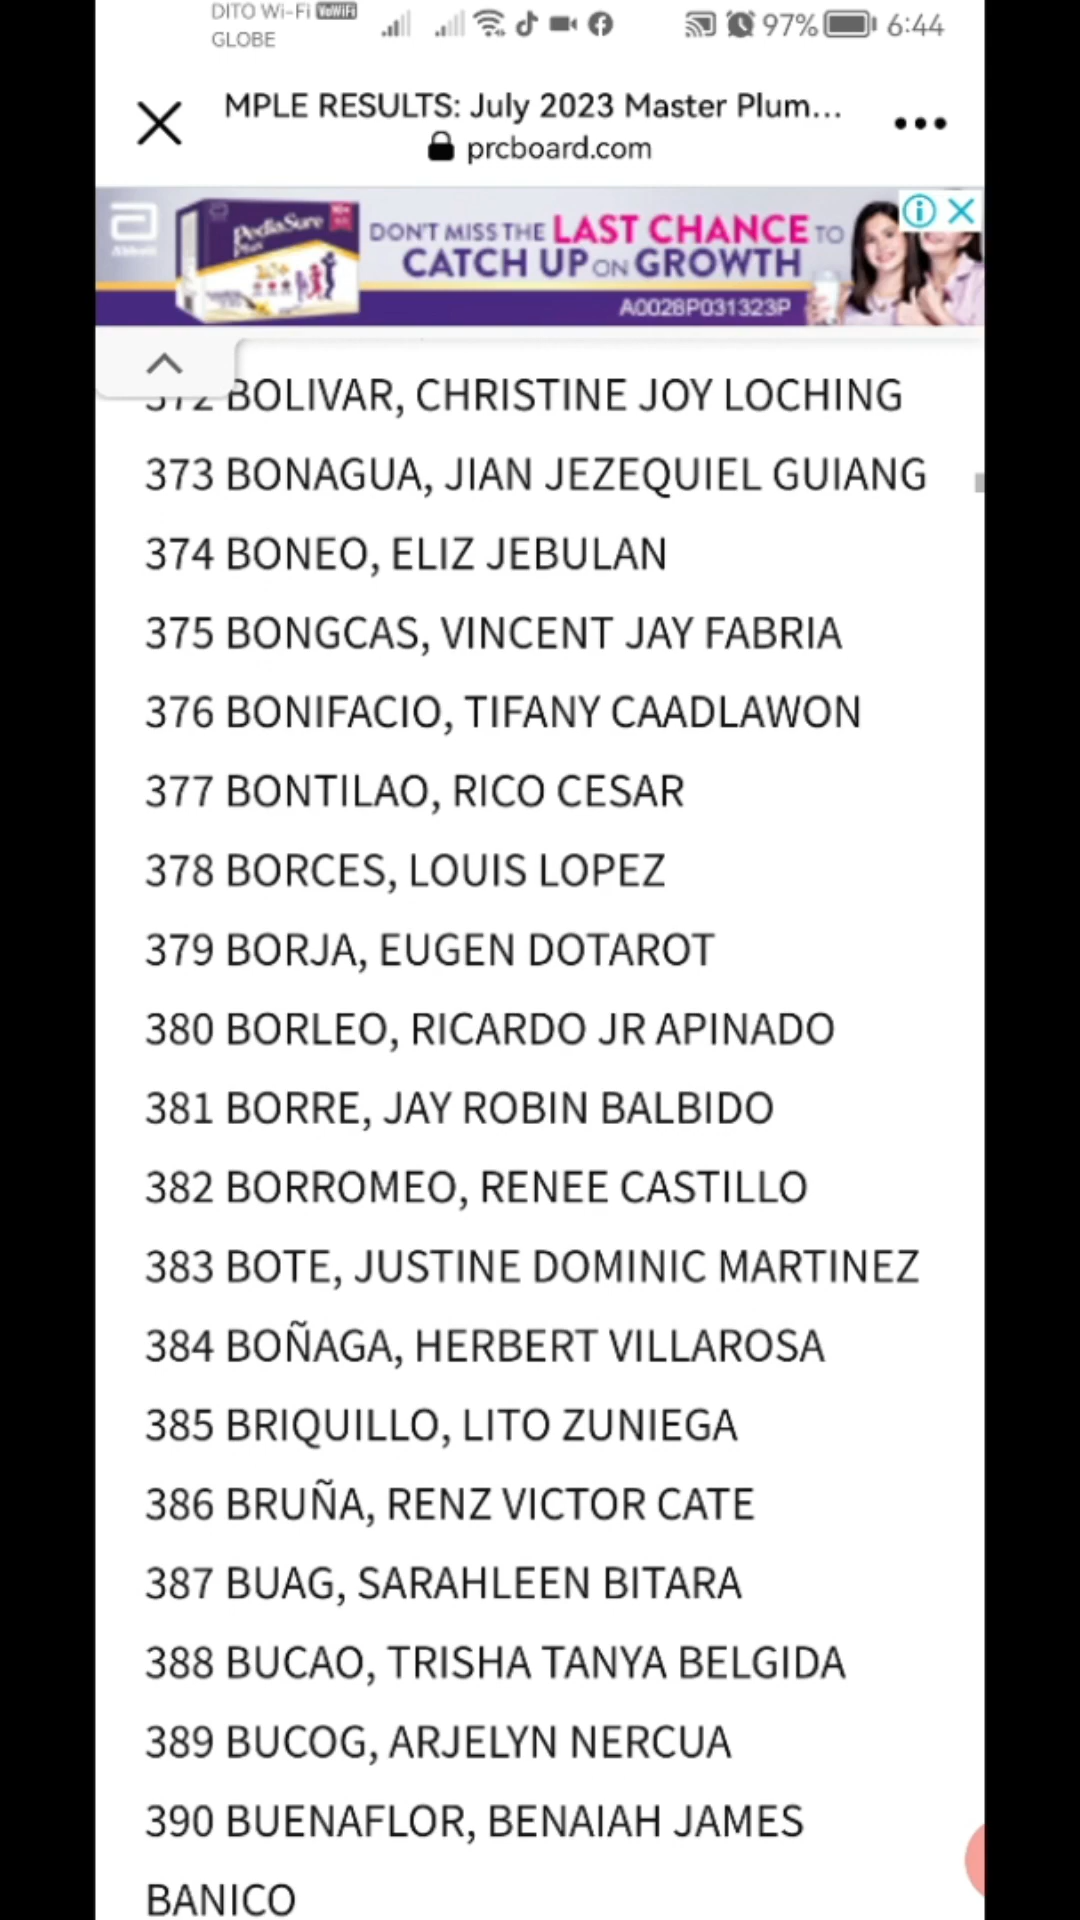 DITO Wi-Fi VoWiFi
GLOBE
97% 6:44
MPLE RESULTS: July 2023 Master Plum...
prcboard.com
Abbott
PediaSure
Plus
DON'T MISS THE LAST CHANCE TO
CATCH UP ON GROWTH
A0028P031323P
372 BOLIVAR, CHRISTINE JOY LOCHING
373 BONAGUA, JIAN JEZEQUIEL GUIANG
374 BONEO, ELIZ JEBULAN
375 BONGCAS, VINCENT JAY FABRIA
376 BONIFACIO, TIFANY CAADLAWON
377 BONTILAO, RICO CESAR
378 BORCES, LOUIS LOPEZ
379 BORJA, EUGEN DOTAROT
380 BORLEO, RICARDO JR APINADO
381 BORRE, JAY ROBIN BALBIDO
382 BORROMEO, RENEE CASTILLO
383 BOTE, JUSTINE DOMINIC MARTINEZ
384 BOÑAGA, HERBERT VILLAROSA
385 BRIQUILLO, LITO ZUNIEGA
386 BRUÑA, RENZ VICTOR CATE
387 BUAG, SARAHLEEN BITARA
388 BUCAO, TRISHA TANYA BELGIDA
389 BUCOG, ARJELYN NERCUA
390 BUENAFLOR, BENAIAH JAMES
BANICO